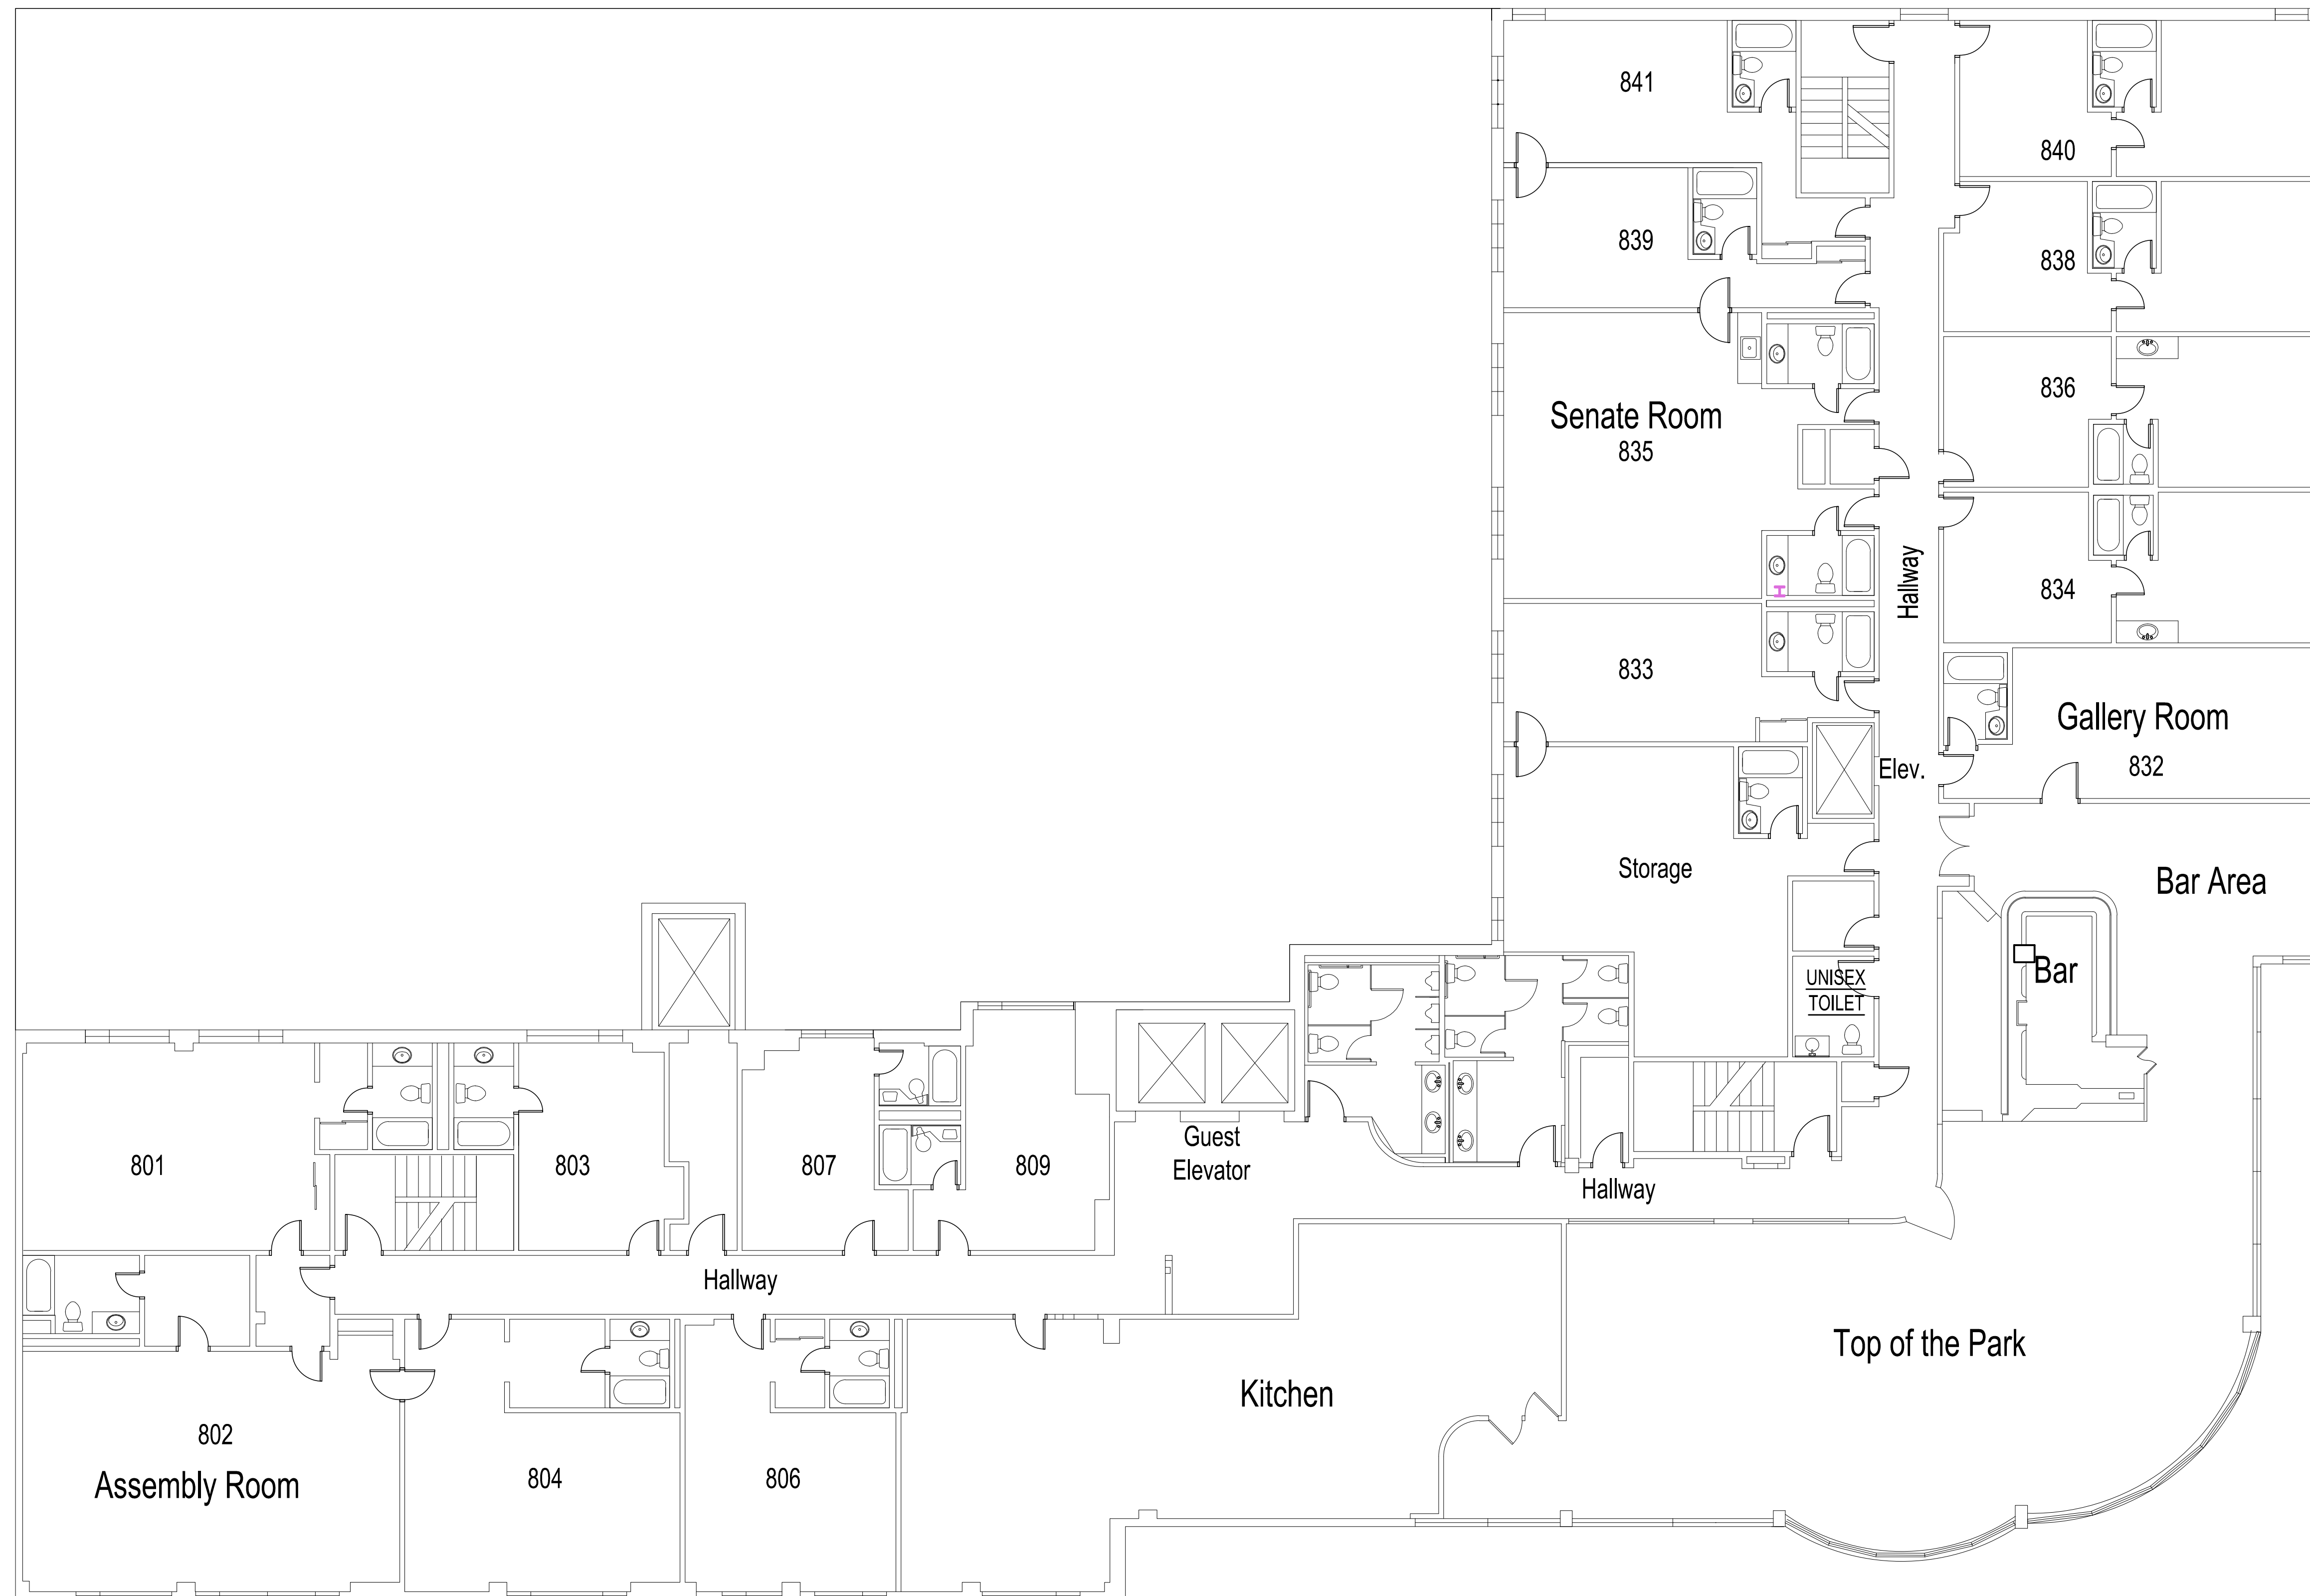 841
840
839
838
836
Senate Room
835
Hallway
834
833
Gallery Room
832
Elev.
Storage
Bar Area
Bar
UNISEX
TOILET
Guest
Elevator
801
803
807
809
Hallway
Hallway
Top of the Park
Kitchen
802
Assembly Room
804
806